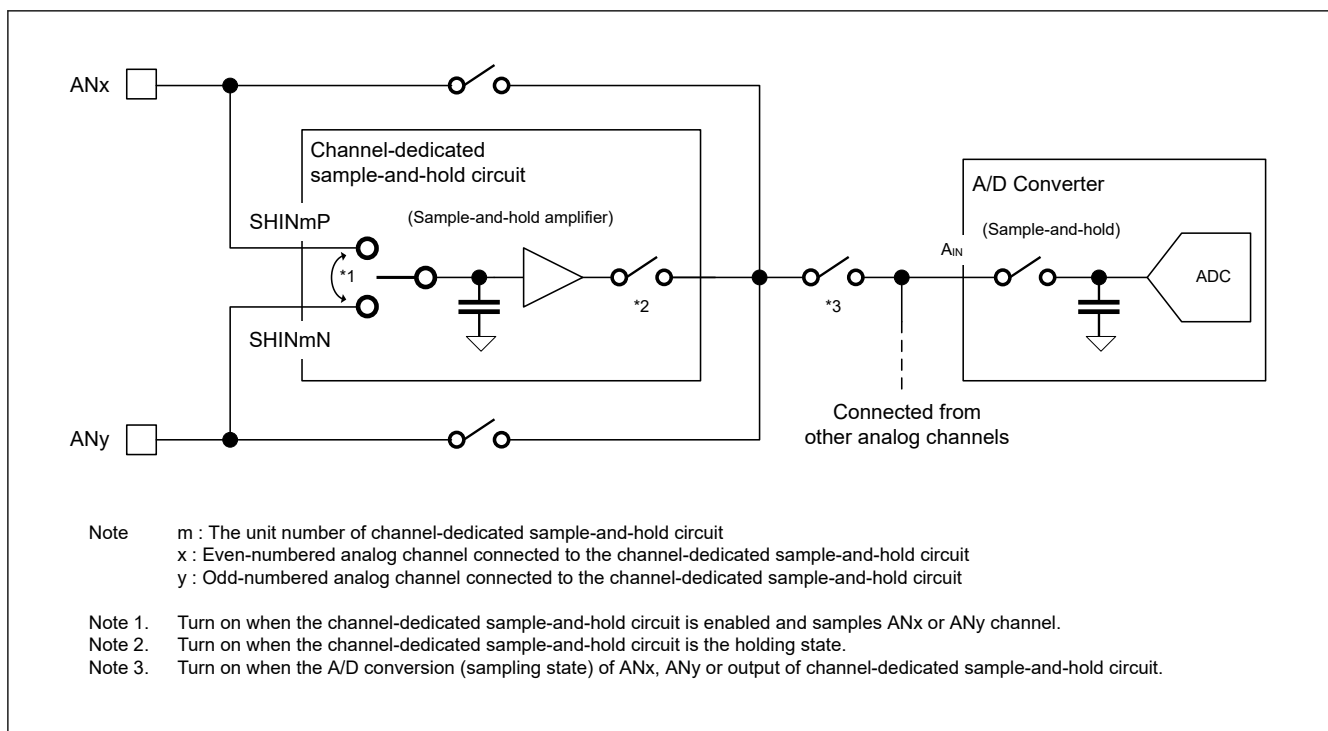 ANx
Channel-dedicated
sample-and-hold circuit
A/D Converter
SHINmP
(Sample-and-hold amplifier)
(Sample-and-hold)
AIN
*1
ADC
*2
*3
SHINmN
Connected from
other analog channels
ANy
Note m : The unit number of channel-dedicated sample-and-hold circuit
x : Even-numbered analog channel connected to the channel-dedicated sample-and-hold circuit
y : Odd-numbered analog channel connected to the channel-dedicated sample-and-hold circuit
Note 1. Turn on when the channel-dedicated sample-and-hold circuit is enabled and samples ANx or ANy channel.
Note 2. Turn on when the channel-dedicated sample-and-hold circuit is the holding state.
Note 3. Turn on when the A/D conversion (sampling state) of ANx, ANy or output of channel-dedicated sample-and-hold circuit.